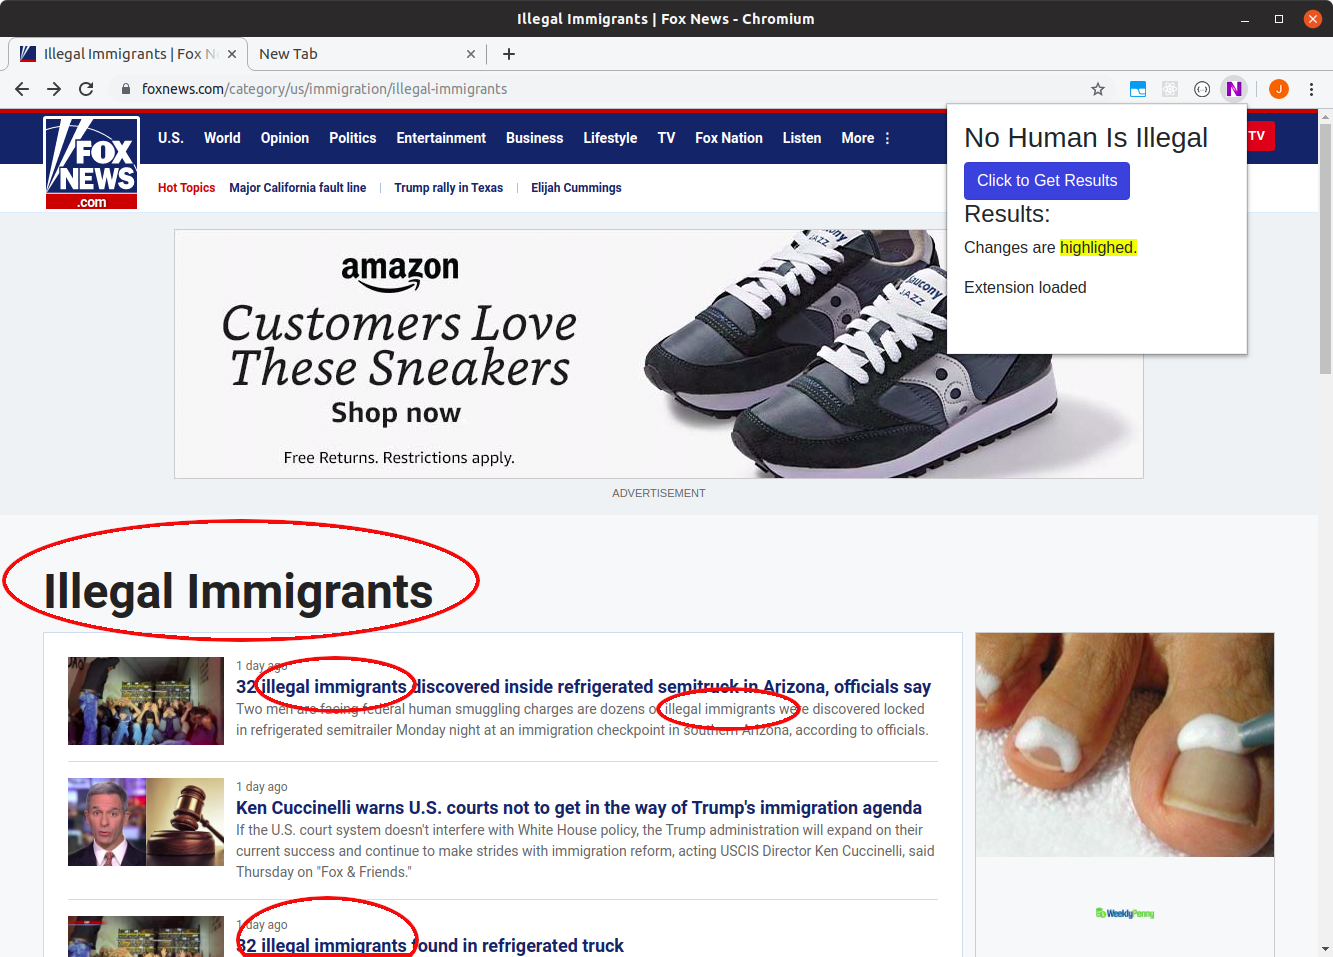 Illegal Immigrants | Fox News - Chromium
Illegal Immigrants | Fox N
New Tab
foxnews.com/category/us/immigration/illegal-immigrants
J
N
FOX
NEWS
.com
U.S. World Opinion Politics Entertainment Business Lifestyle TV Fox Nation Listen More
TV
Hot Topics Major California fault line | Trump rally in Texas | Elijah Cummings
No Human Is Illegal
Click to Get Results
Results:
Changes are highlighed.
Extension loaded
amazon
Customers Love
These Sneakers
Shop now
Free Returns. Restrictions apply.
JAZZ
saucony
JAZZ
ADVERTISEMENT
Illegal Immigrants
1 day ago
32 illegal immigrants discovered inside refrigerated semitruck in Arizona, officials say
Two men are facing federal human smuggling charges are dozens of illegal immigrants were discovered locked
in refrigerated semitrailer Monday night at an immigration checkpoint in southern Arizona, according to officials.
1 day ago
Ken Cuccinelli warns U.S. courts not to get in the way of Trump's immigration agenda
If the U.S. court system doesn't interfere with White House policy, the Trump administration will expand on their
current success and continue to make strides with immigration reform, acting USCIS Director Ken Cuccinelli, said
Thursday on "Fox & Friends."
1 day ago
32 illegal immigrants found in refrigerated truck
WeeklyPenny